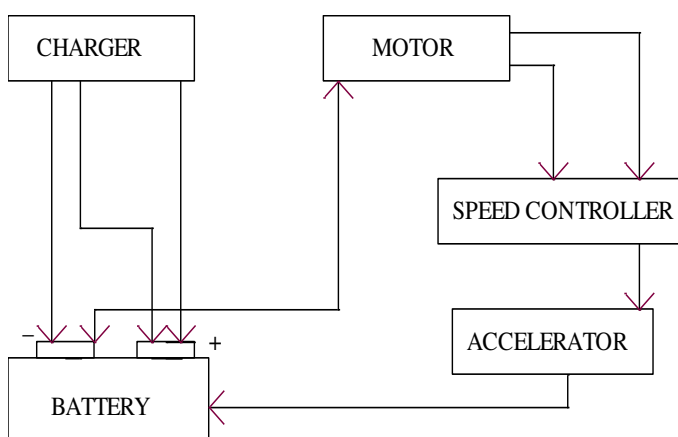 CHARGER
MOTOR
SPEED CONTROLLER
− +
ACCELERATOR
BATTERY